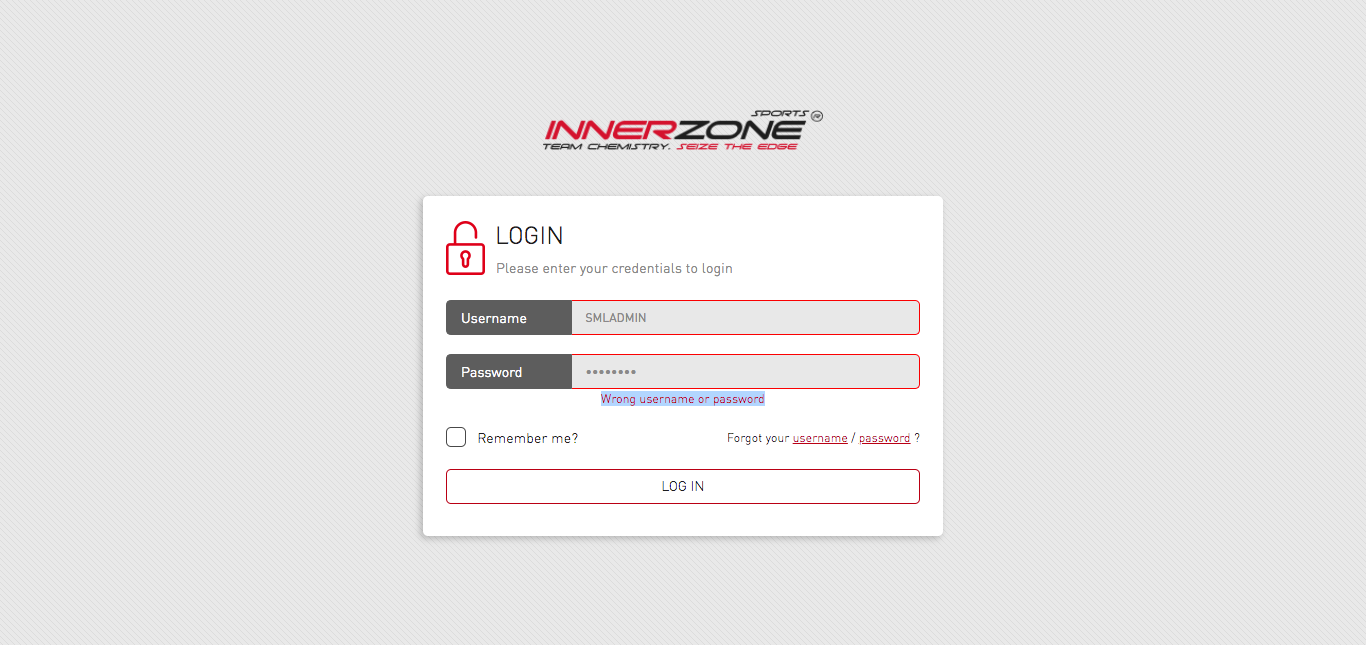 SPORTS ®
INNERZONE
TEAM CHEMISTRY. SEIZE THE EDGE
LOGIN
Please enter your credentials to login
Username SMLADMIN
Password ••••••••
Wrong username or password
Remember me? Forgot your username / password ?
LOG IN